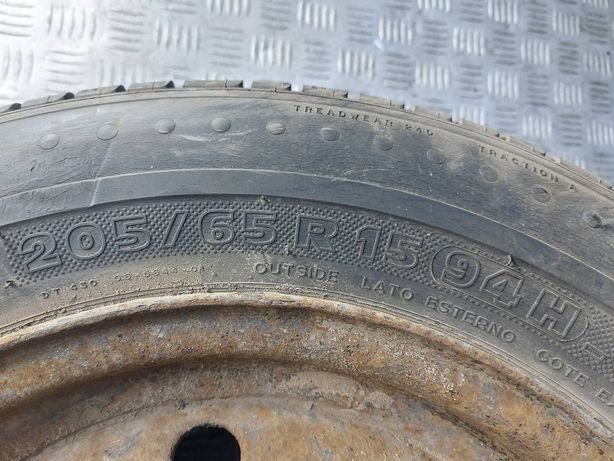 TREADWEAR 240 TRACTION A
205/65 R 15 94 H
OUTSIDE LATO ESTERNO COTE